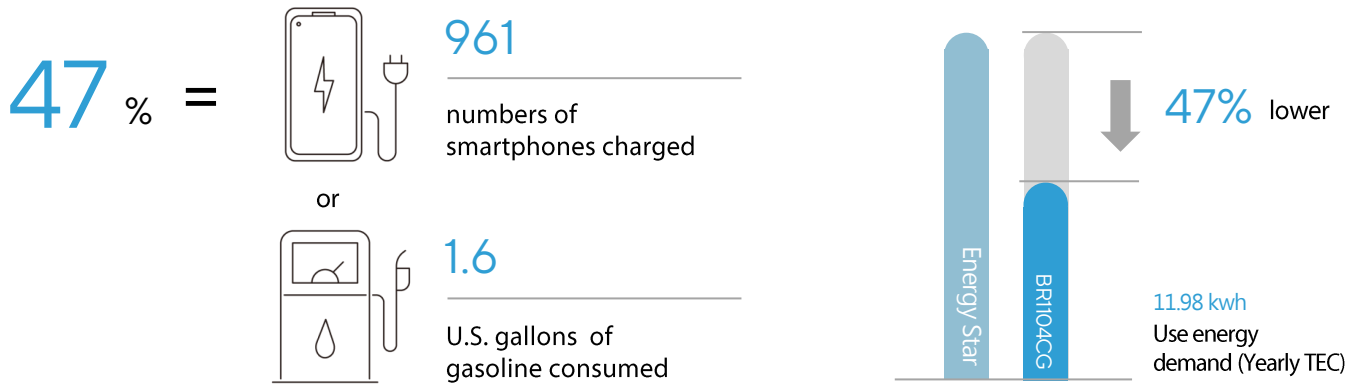 47 % =
961
numbers of
smartphones charged
or
1.6
U.S. gallons of
gasoline consumed
Energy Star
BR1104CG
47% lower
11.98 kwh
Use energy
demand (Yearly TEC)